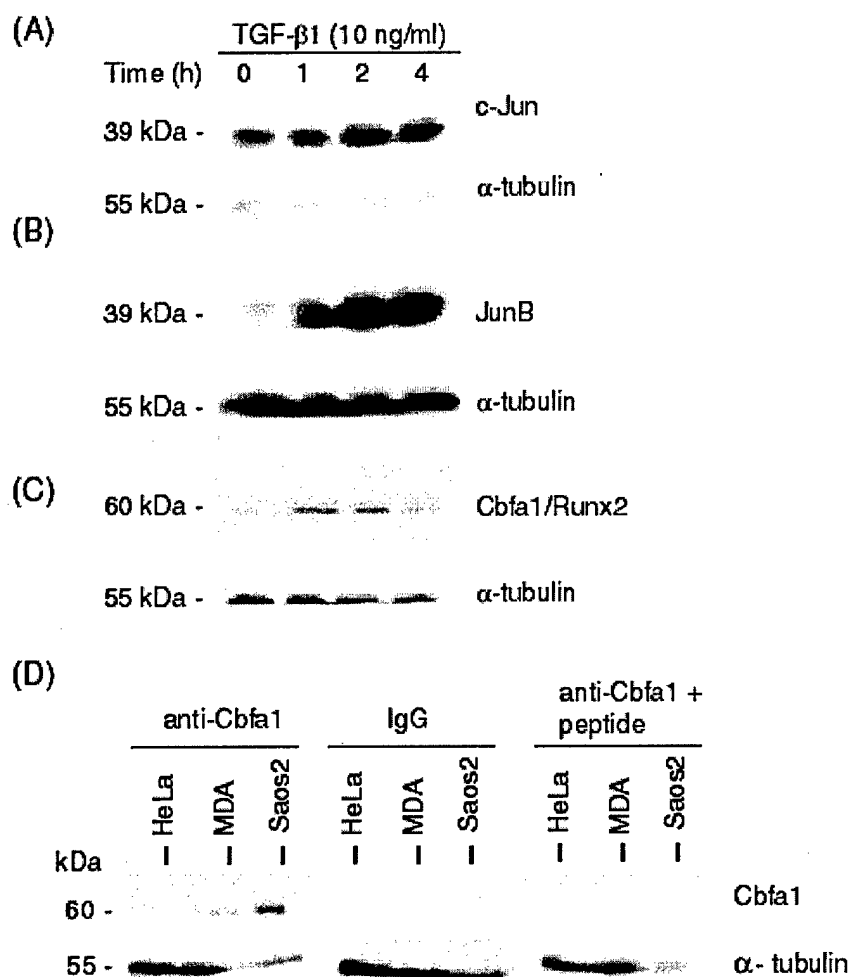 (A)
TGF-β1 (10 ng/ml)
Time (h) 0 1 2 4
c-Jun
39 kDa -
α-tubulin
55 kDa -
(B)
39 kDa - JunB
55 kDa - α-tubulin
(C)
60 kDa - Cbfa1/Runx2
55 kDa - α-tubulin
(D)
anti-Cbfa1 IgG anti-Cbfa1 +
peptide
HeLa MDA Saos2 HeLa MDA Saos2 HeLa MDA Saos2
kDa
Cbfa1
60 -
55 - α- tubulin